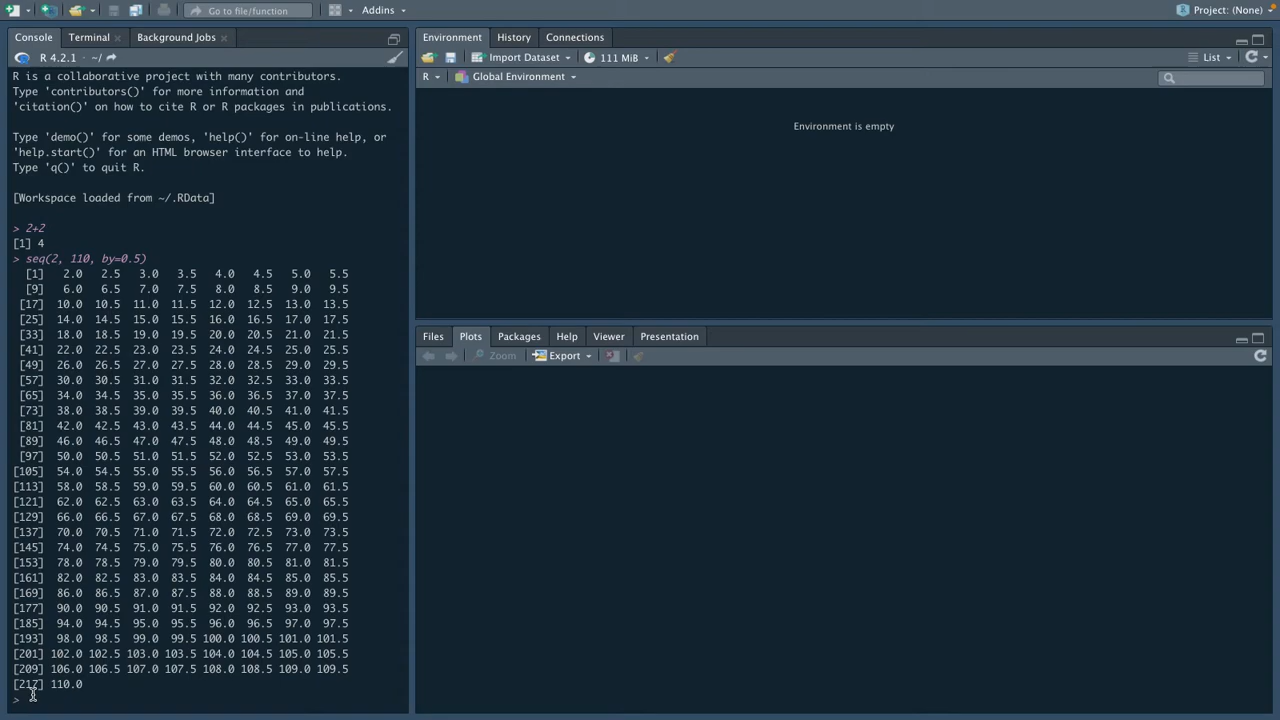 Go to file/function
Addins
Project: (None)
Console
Terminal
Background Jobs
R 4.2.1 · ~/
R is a collaborative project with many contributors.
Type 'contributors()' for more information and
'citation()' on how to cite R or R packages in publications.
Type 'demo()' for some demos, 'help()' for on-line help, or
'help.start()' for an HTML browser interface to help.
Type 'q()' to quit R.
[Workspace loaded from ~/.RData]
> 2+2
[1] 4
> seq(2, 110, by=0.5)
[1] 2.0 2.5 3.0 3.5 4.0 4.5 5.0 5.5
[9] 6.0 6.5 7.0 7.5 8.0 8.5 9.0 9.5
[17] 10.0 10.5 11.0 11.5 12.0 12.5 13.0 13.5
[25] 14.0 14.5 15.0 15.5 16.0 16.5 17.0 17.5
[33] 18.0 18.5 19.0 19.5 20.0 20.5 21.0 21.5
[41] 22.0 22.5 23.0 23.5 24.0 24.5 25.0 25.5
[49] 26.0 26.5 27.0 27.5 28.0 28.5 29.0 29.5
[57] 30.0 30.5 31.0 31.5 32.0 32.5 33.0 33.5
[65] 34.0 34.5 35.0 35.5 36.0 36.5 37.0 37.5
[73] 38.0 38.5 39.0 39.5 40.0 40.5 41.0 41.5
[81] 42.0 42.5 43.0 43.5 44.0 44.5 45.0 45.5
[89] 46.0 46.5 47.0 47.5 48.0 48.5 49.0 49.5
[97] 50.0 50.5 51.0 51.5 52.0 52.5 53.0 53.5
[105] 54.0 54.5 55.0 55.5 56.0 56.5 57.0 57.5
[113] 58.0 58.5 59.0 59.5 60.0 60.5 61.0 61.5
[121] 62.0 62.5 63.0 63.5 64.0 64.5 65.0 65.5
[129] 66.0 66.5 67.0 67.5 68.0 68.5 69.0 69.5
[137] 70.0 70.5 71.0 71.5 72.0 72.5 73.0 73.5
[145] 74.0 74.5 75.0 75.5 76.0 76.5 77.0 77.5
[153] 78.0 78.5 79.0 79.5 80.0 80.5 81.0 81.5
[161] 82.0 82.5 83.0 83.5 84.0 84.5 85.0 85.5
[169] 86.0 86.5 87.0 87.5 88.0 88.5 89.0 89.5
[177] 90.0 90.5 91.0 91.5 92.0 92.5 93.0 93.5
[185] 94.0 94.5 95.0 95.5 96.0 96.5 97.0 97.5
[193] 98.0 98.5 99.0 99.5 100.0 100.5 101.0 101.5
[201] 102.0 102.5 103.0 103.5 104.0 104.5 105.0 105.5
[209] 106.0 106.5 107.0 107.5 108.0 108.5 109.0 109.5
[217] 110.0
>
Environment
History
Connections
Import Dataset
111 MiB
List
R
Global Environment
Environment is empty
Files
Plots
Packages
Help
Viewer
Presentation
Zoom
Export